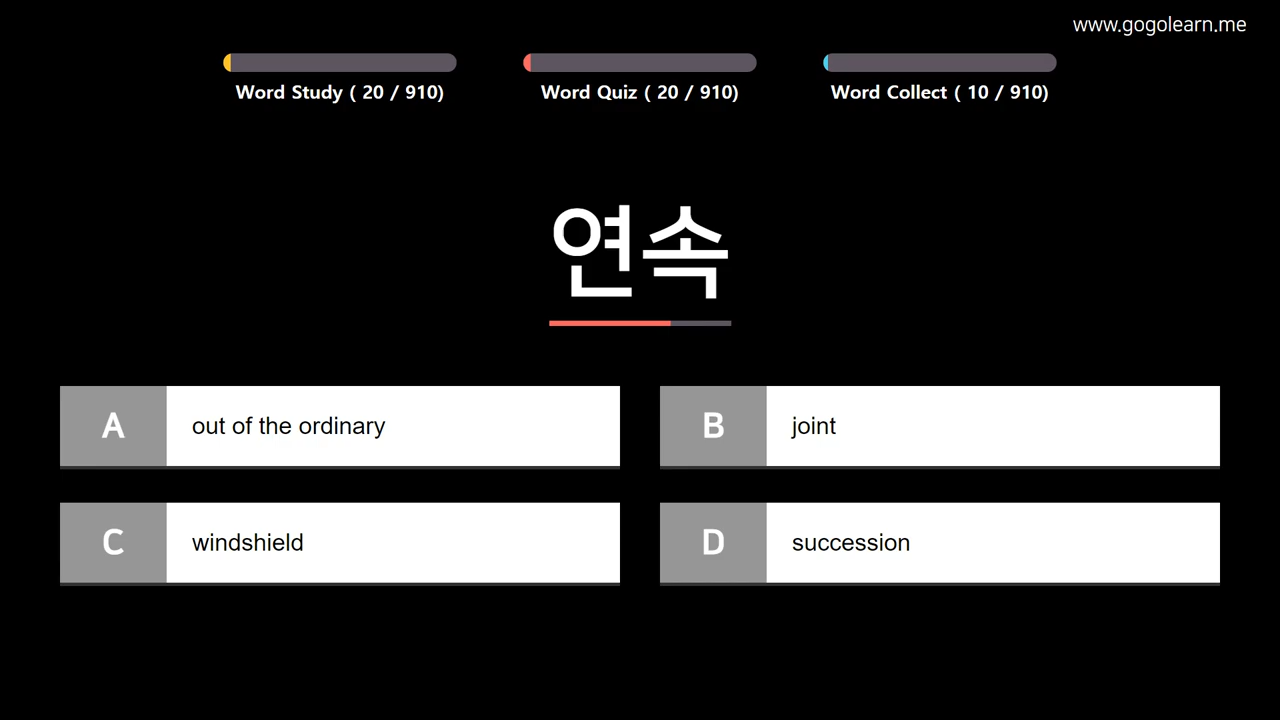 www.gogolearn.me
Word Study ( 20 / 910)
Word Quiz ( 20 / 910)
Word Collect ( 10 / 910)
연속
A
out of the ordinary
B
joint
C
windshield
D
succession